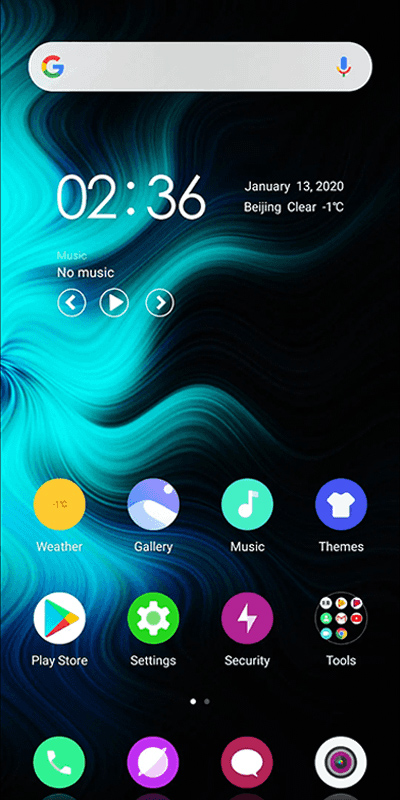 02:36
January 13, 2020
Beijing Clear -1℃
Music
No music
-1℃
Weather
Gallery
Music
Themes
Play Store
Settings
Security
Tools